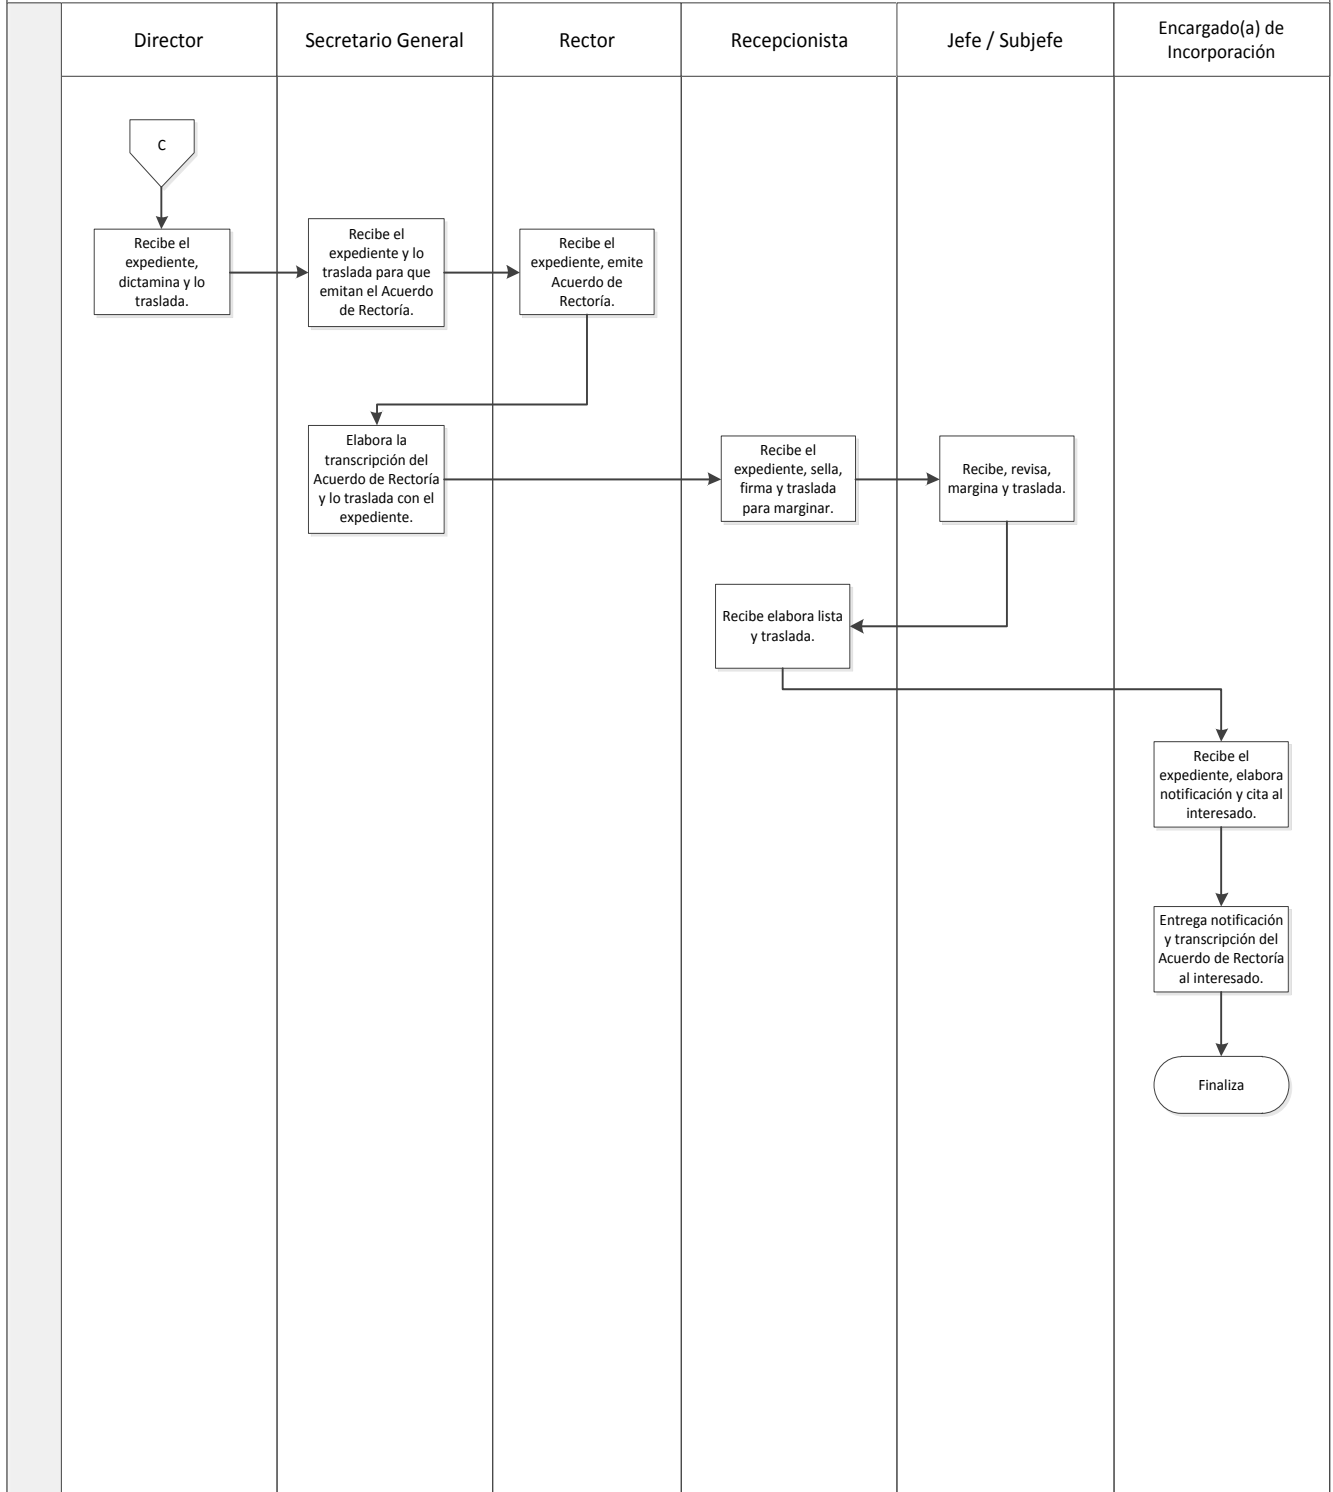 Director
Secretario General
Rector
Recepcionista
Jefe / Subjefe
Encargado(a) de
Incorporación
C
Recibe el
expediente,
dictamina y lo
traslada.
Recibe el
expediente y lo
traslada para que
emitan el Acuerdo
de Rectoría.
Recibe el
expediente, emite
Acuerdo de
Rectoría.
Elabora la
transcripción del
Acuerdo de Rectoría
y lo traslada con el
expediente.
Recibe el
expediente, sella,
firma y traslada
para marginar.
Recibe, revisa,
margina y traslada.
Recibe elabora lista
y traslada.
Recibe el
expediente, elabora
notificación y cita al
interesado.
Entrega notificación
y transcripción del
Acuerdo de Rectoría
al interesado.
Finaliza